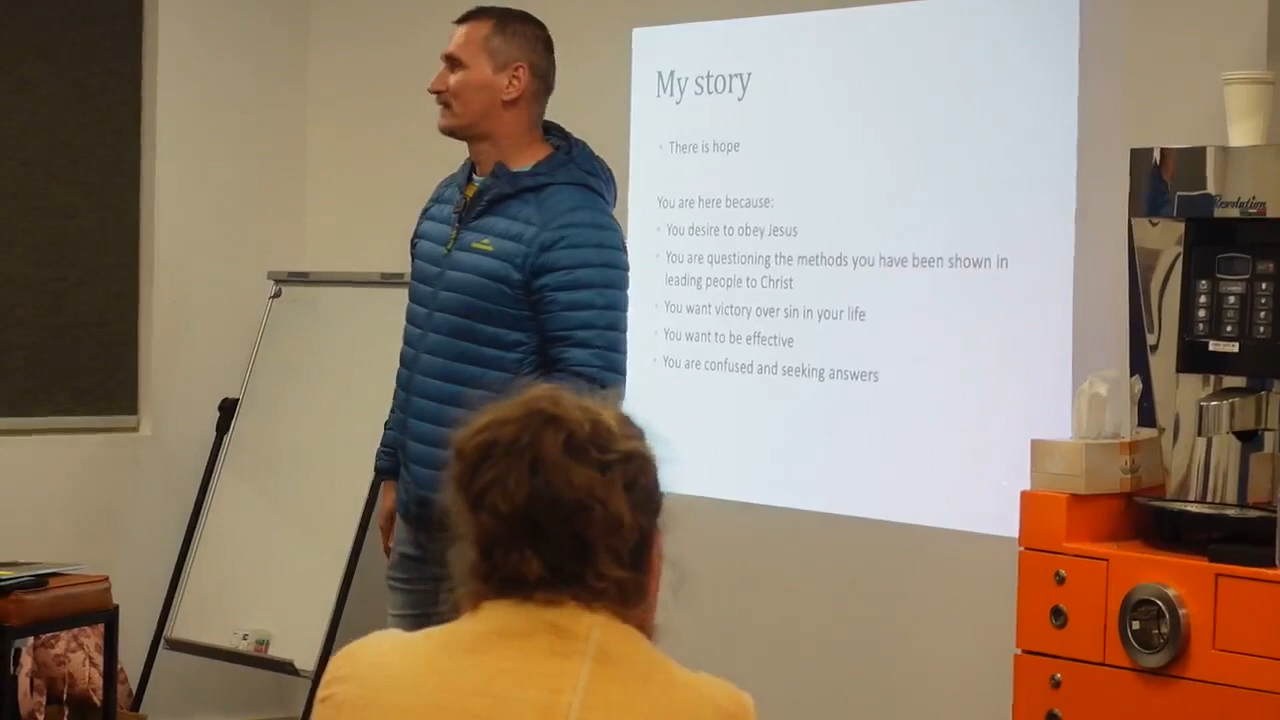 My story
• There is hope
You are here because:
• You desire to obey Jesus
• You are questioning the methods you have been shown in
leading people to Christ
• You want victory over sin in your life
• You want to be effective
• You are confused and seeking answers
Revolution